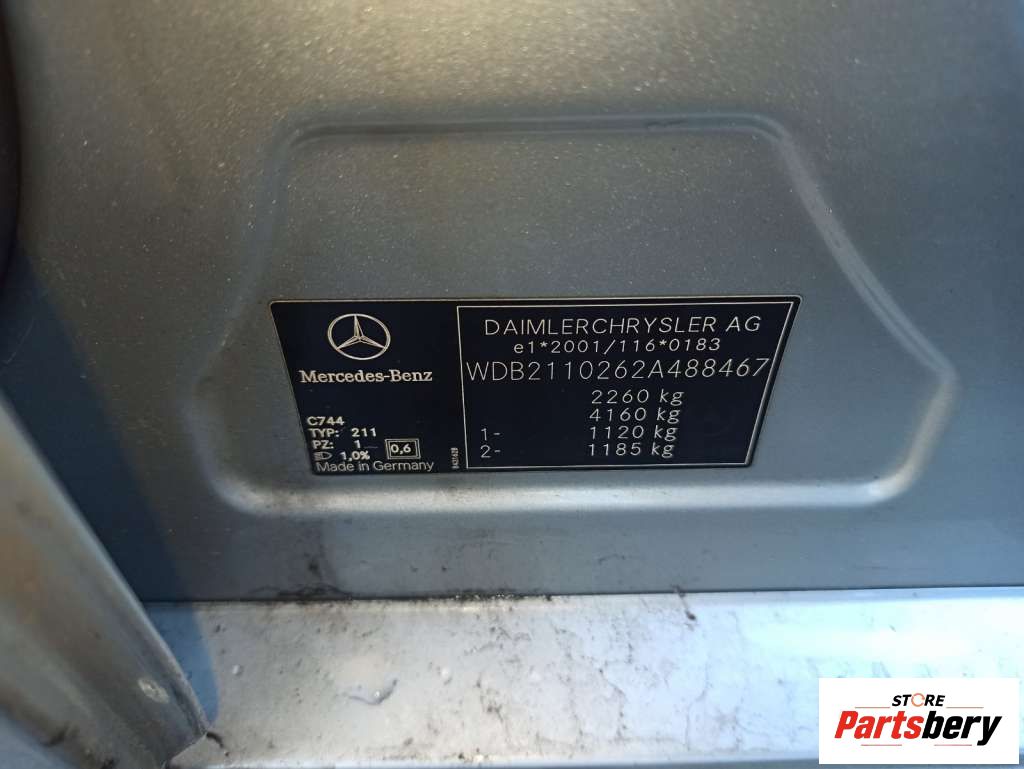 Mercedes-Benz
C744
TYP: 211
PZ: 1
1,0%
0,6
Made in Germany
DAIMLERCHRYSLER AG
e1*2001/116*0183
WDB2110262A488467
2260 kg
4160 kg
1- 1120 kg
2- 1185 kg
STORE
Partsbery